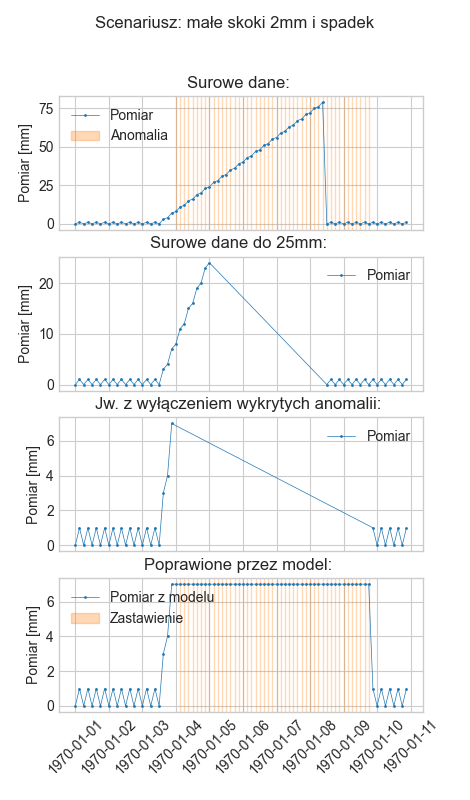 Scenariusz: małe skoki 2mm i spadek
Surowe dane:
Pomiar [mm]
75
50
25
0
Pomiar
Anomalia
Surowe dane do 25mm:
Pomiar [mm]
20
10
0
Pomiar
Jw. z wyłączeniem wykrytych anomalii:
Pomiar [mm]
6
4
2
0
Pomiar
Poprawione przez model:
Pomiar [mm]
6
4
2
0
Pomiar z modelu
Zastawienie
1970-01-01
1970-01-02
1970-01-03
1970-01-04
1970-01-05
1970-01-06
1970-01-07
1970-01-08
1970-01-09
1970-01-10
1970-01-11